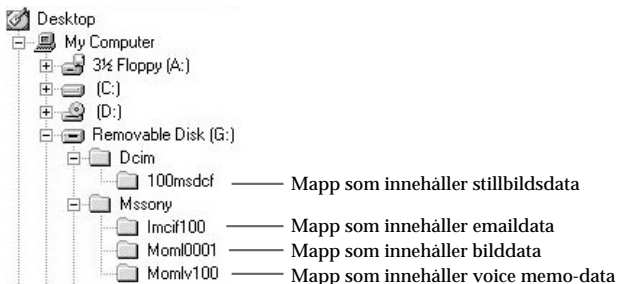 Desktop
My Computer
3½ Floppy (A:)
(C:)
(D:)
Removable Disk (G:)
Dcim
100msdcf Mapp som innehåller stillbildsdata
Mssony
Imcif100 Mapp som innehåller emaildata
Moml0001 Mapp som innehåller bilddata
Momlv100 Mapp som innehåller voice memo-data